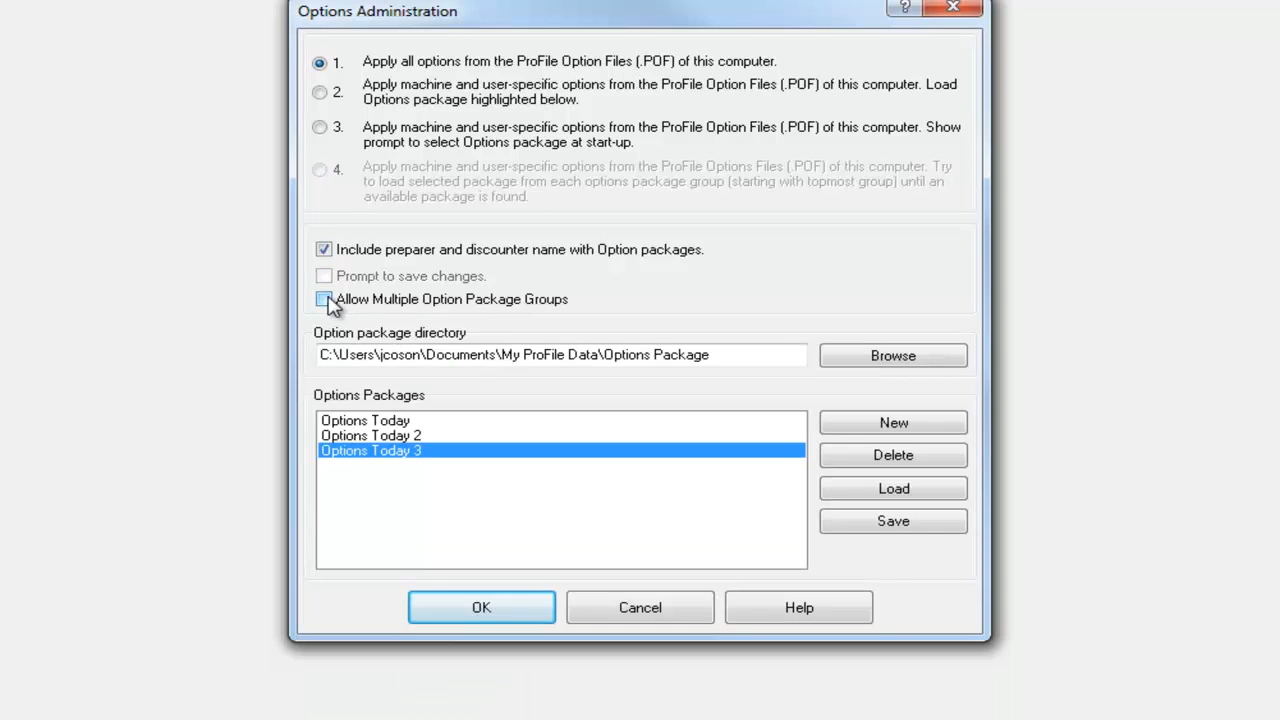 Options Administration
?
1. Apply all options from the ProFile Option Files (.POF) of this computer.
2. Apply machine and user-specific options from the ProFile Option Files (.POF) of this computer. Load
Options package highlighted below.
3. Apply machine and user-specific options from the ProFile Option Files (.POF) of this computer. Show
prompt to select Options package at start-up.
4. Apply machine and user-specific options from the ProFile Options Files (.POF) of this computer. Try
to load selected package from each options package group (starting with topmost group) until an
available package is found.
Include preparer and discounter name with Option packages.
Prompt to save changes.
Allow Multiple Option Package Groups
Option package directory
C:\Users\jcoson\Documents\My ProFile Data\Options Package
Browse
Options Packages
Options Today
Options Today 2
Options Today 3
New
Delete
Load
Save
OK
Cancel
Help